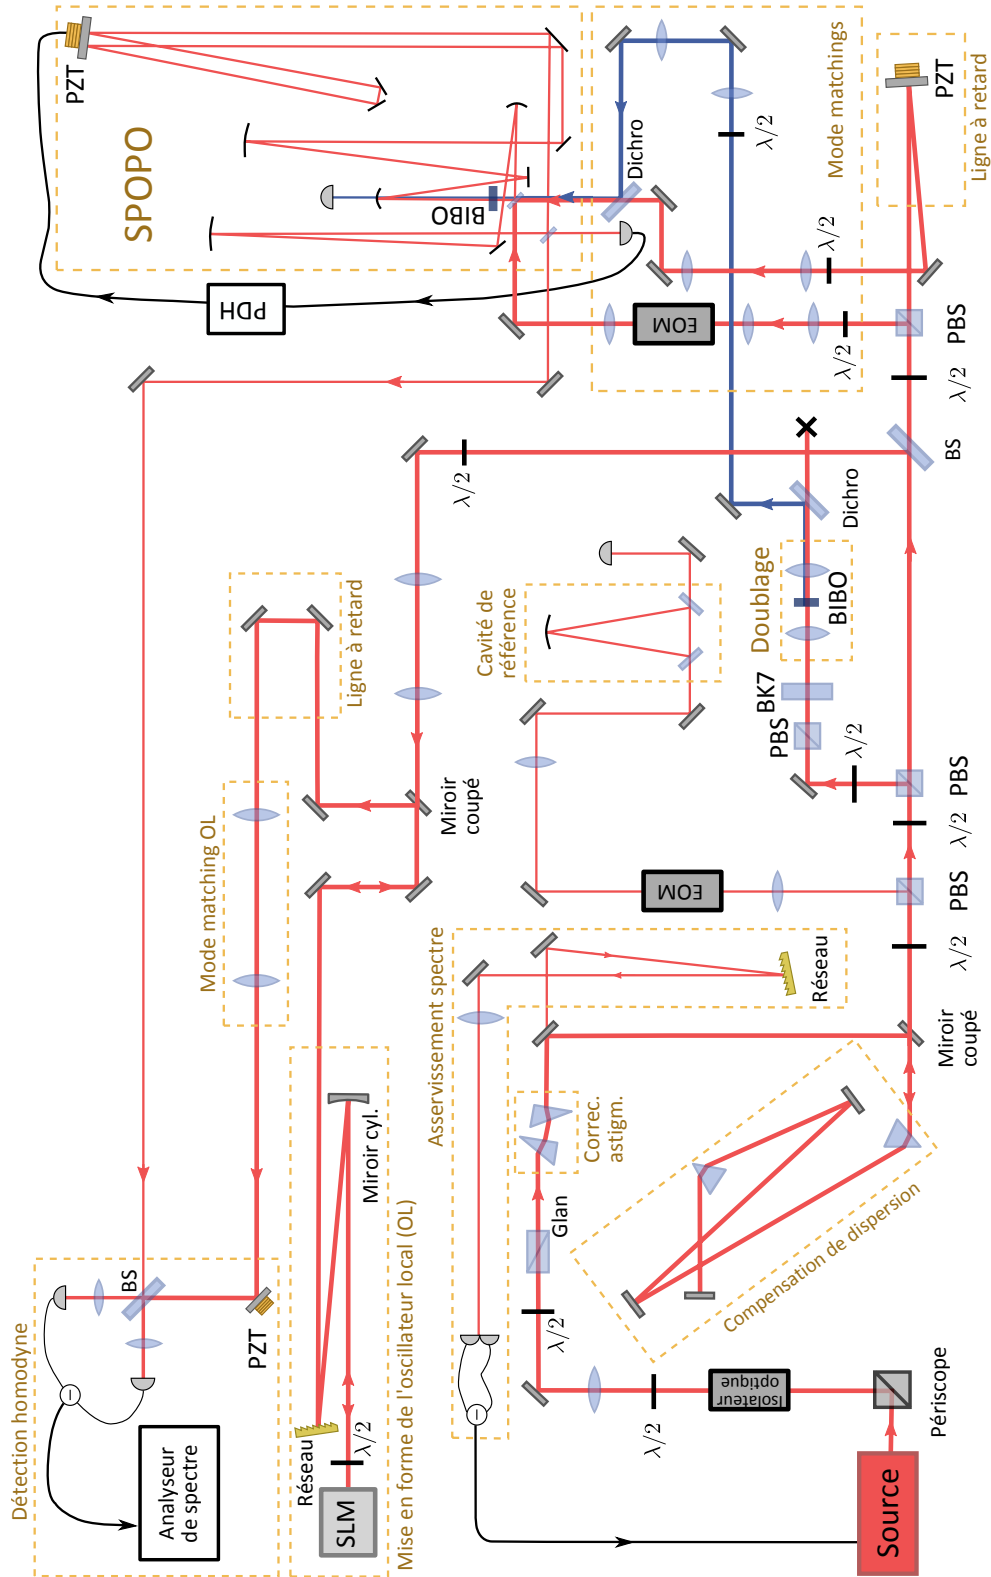 PZT
SPOPO
BIBO
PDH
Mode matchings
λ/2
Dichro
EOM
λ/2
λ/2
PZT
Ligne à retard
PBS
λ/2
BS
λ/2
Dichro
Doublage
BIBO
BK7
PBS
λ/2
PBS
λ/2
PBS
λ/2
Cavité de
référence
EOM
Ligne à retard
Miroir
coupé
Mode matching OL
Asservissement spectre
Réseau
Miroir
coupé
Correc.
astigm.
Glan
λ/2
Compensation de dispersion
Isolateur
optique
λ/2
Périscope
Source
Miroir cyl.
Réseau
λ/2
SLM
Mise en forme de l'oscillateur local (OL)
Détection homodyne
BS
PZT
−
−
Analyseur
de spectre